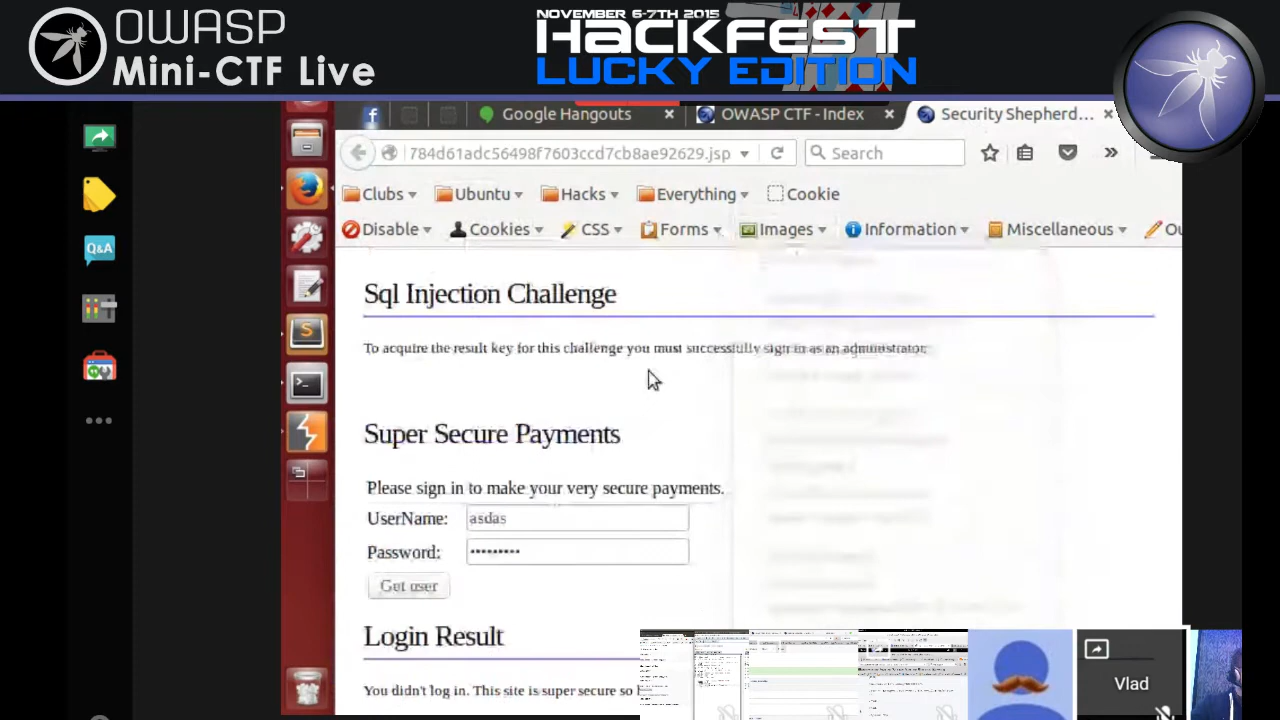 OWASP
Mini-CTF Live
NOVEMBER 6-7TH 2015
HACKFEST
LUCKY EDITION
Google Hangouts
OWASP CTF - Index
Security Shepherd...
784d61adc56498f7603ccd7cb8ae92629.jsp
Search
Clubs
Ubuntu
Hacks
Everything
Cookie
Disable
Cookies
CSS
Forms
Images
Information
Miscellaneous
Ou
Q&A
Sql Injection Challenge
To acquire the result key for this challenge you must successfully sign in as an administrator.
Super Secure Payments
Please sign in to make your very secure payments.
UserName:
asdas
Password:
Get user
Login Result
You didn't log in. This site is super secure so
Vlad